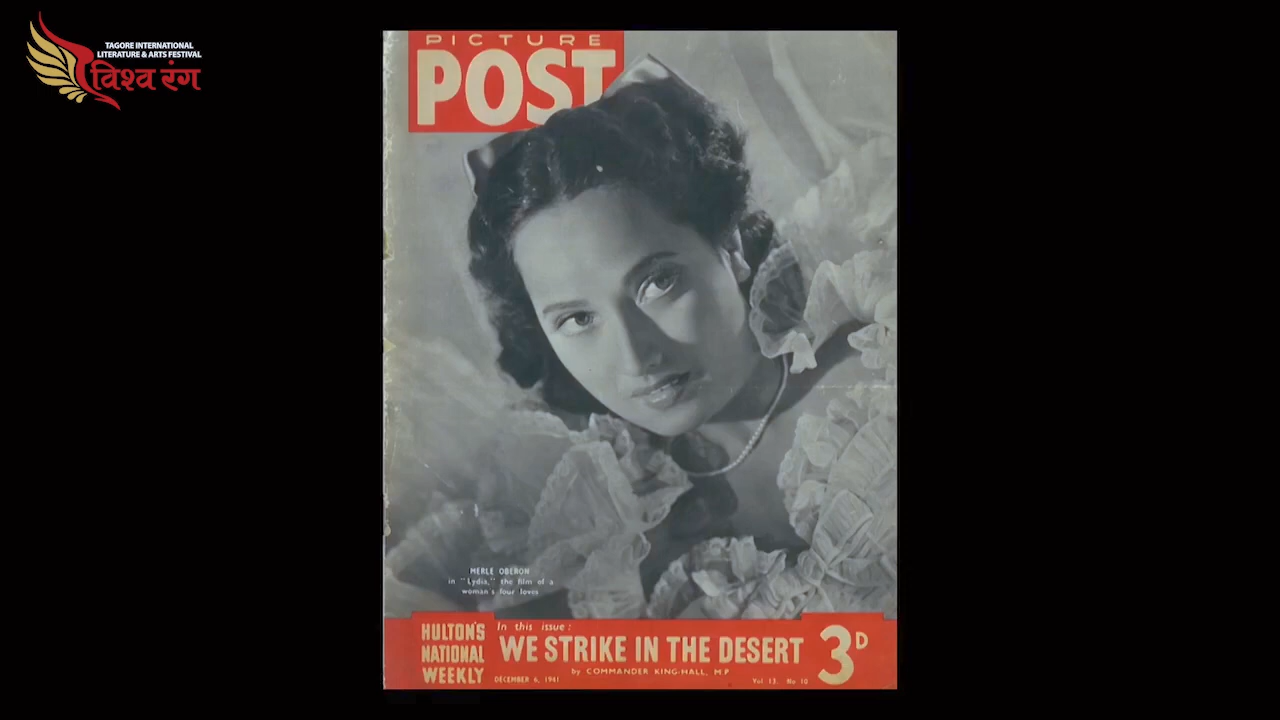 TAGORE INTERNATIONAL
LITERATURE & ARTS FESTIVAL
विश्व रंग
PICTURE
POST
MERLE OBERON
in "Lydia," the film of a
woman's four loves
HULTON'S
NATIONAL
WEEKLY
In this issue:
WE STRIKE IN THE DESERT
by COMMANDER KING-HALL, M.P
DECEMBER 6, 1941
Vol 13. No 10
3D